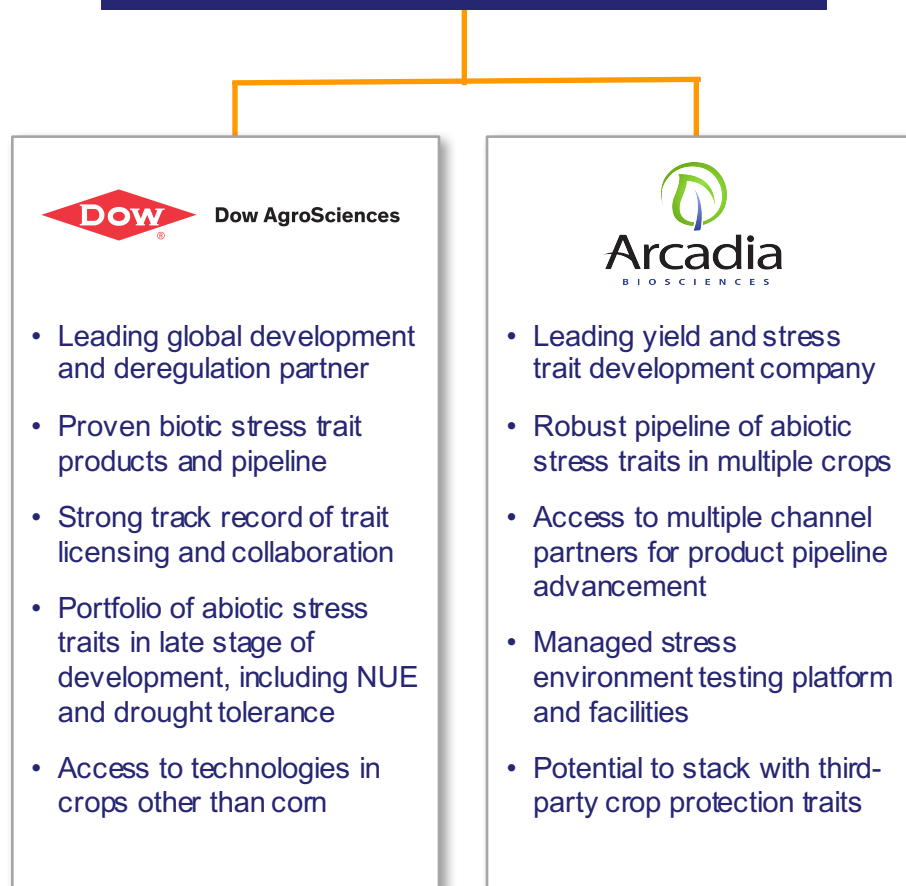 DOW
®
Dow AgroSciences
• Leading global development
and deregulation partner
• Proven biotic stress trait
products and pipeline
• Strong track record of trait
licensing and collaboration
• Portfolio of abiotic stress
traits in late stage of
development, including NUE
and drought tolerance
• Access to technologies in
crops other than corn
Arcadia
BIOSCIENCES
• Leading yield and stress
trait development company
• Robust pipeline of abiotic
stress traits in multiple crops
• Access to multiple channel
partners for product pipeline
advancement
• Managed stress
environment testing platform
and facilities
• Potential to stack with third-
party crop protection traits